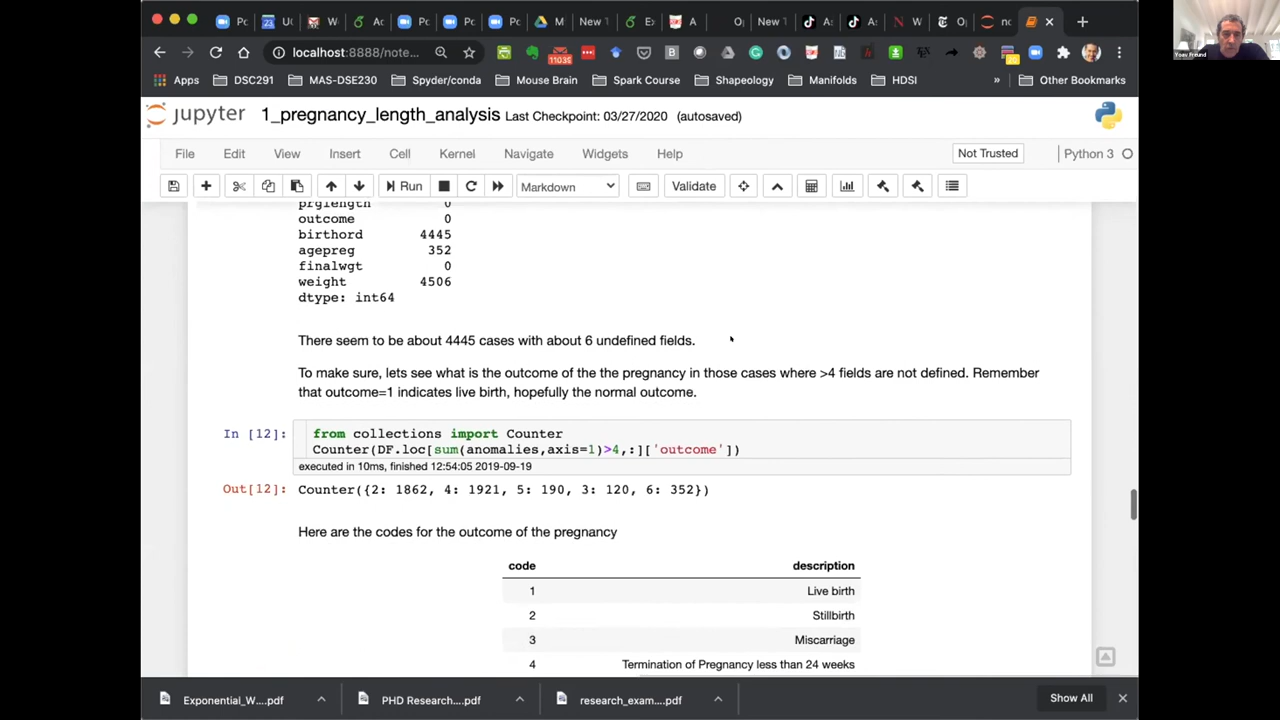 localhost:8888/note...
11035
Apps
DSC291
MAS-DSE230
Spyder/conda
Mouse Brain
Spark Course
Shapeology
Manifolds
HDSI
»
Other Bookmarks
Yoav Freund
jupyter
1_pregnancy_length_analysis Last Checkpoint: 03/27/2020 (autosaved)
File Edit View Insert Cell Kernel Navigate Widgets Help
Not Trusted
Python 3
Run
Markdown
Validate
prglength 0
outcome 0
birthord 4445
agepreg 352
finalwgt 0
weight 4506
dtype: int64
There seem to be about 4445 cases with about 6 undefined fields.
To make sure, lets see what is the outcome of the the pregnancy in those cases where >4 fields are not defined. Remember
that outcome=1 indicates live birth, hopefully the normal outcome.
In [12]: from collections import Counter
Counter(DF.loc[sum(anomalies,axis=1)>4,:]['outcome'])
executed in 10ms, finished 12:54:05 2019-09-19
Out[12]: Counter({2: 1862, 4: 1921, 5: 190, 3: 120, 6: 352})
Here are the codes for the outcome of the pregnancy
code description
1 Live birth
2 Stillbirth
3 Miscarriage
4 Termination of Pregnancy less than 24 weeks
Exponential_W....pdf
PHD Research....pdf
research_exam....pdf
Show All